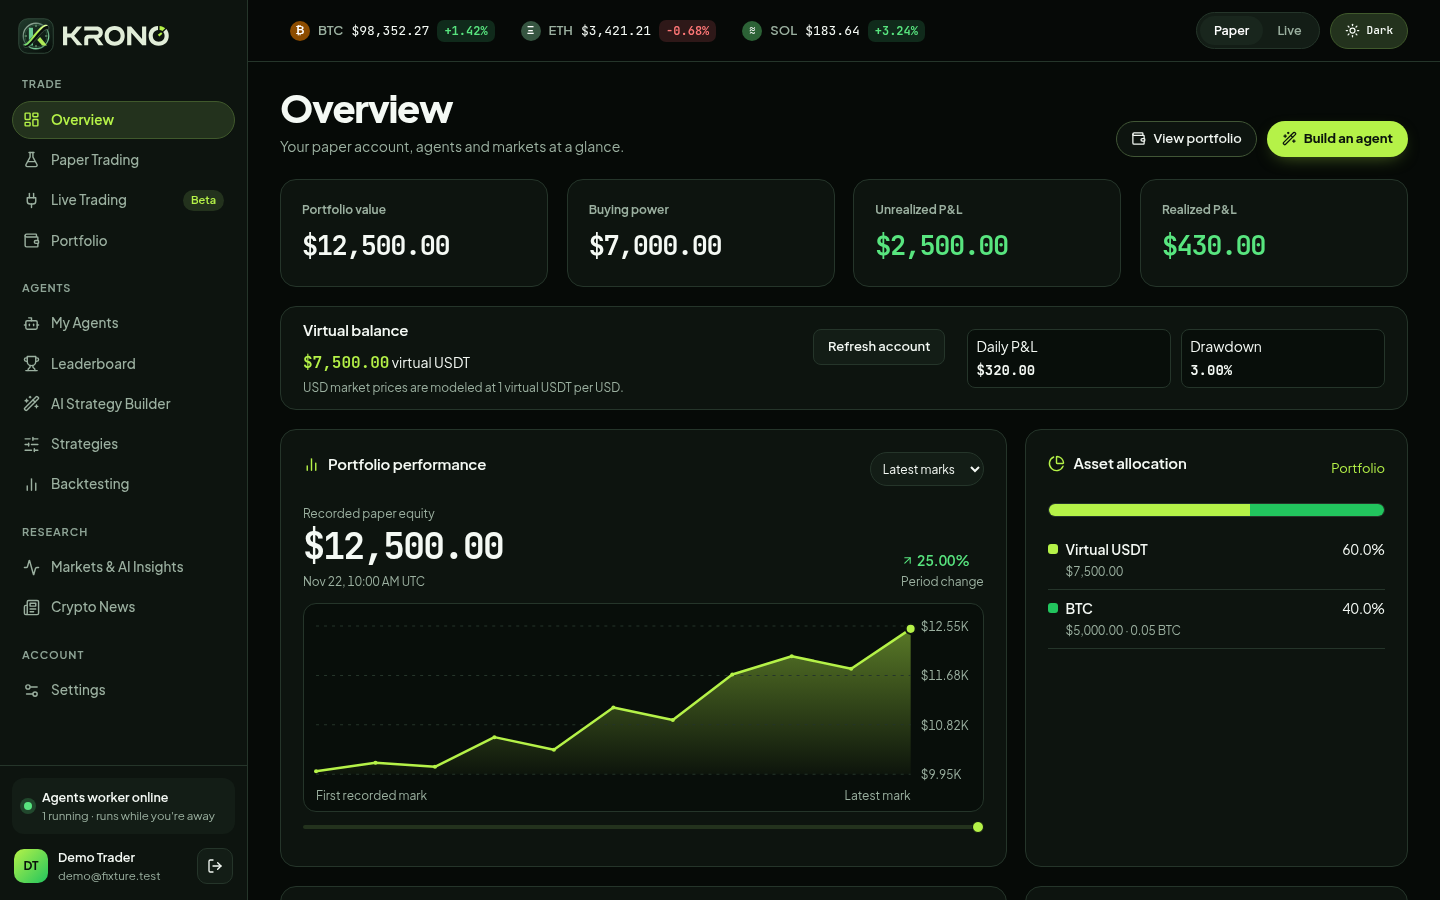 KRONO
BTC $98,352.27 +1.42%
ETH $3,421.21 -0.68%
SOL $183.64 +3.24%
Paper Live
Dark
TRADE
Overview
Paper Trading
Live Trading Beta
Portfolio
AGENTS
My Agents
Leaderboard
AI Strategy Builder
Strategies
Backtesting
RESEARCH
Markets & AI Insights
Crypto News
ACCOUNT
Settings
Agents worker online
1 running · runs while you're away
DT
Demo Trader
demo@fixture.test
Overview
Your paper account, agents and markets at a glance.
View portfolio
Build an agent
Portfolio value
$12,500.00
Buying power
$7,000.00
Unrealized P&L
$2,500.00
Realized P&L
$430.00
Virtual balance
$7,500.00 virtual USDT
USD market prices are modeled at 1 virtual USDT per USD.
Refresh account
Daily P&L
$320.00
Drawdown
3.00%
Portfolio performance
Latest marks
Recorded paper equity
$12,500.00
Nov 22, 10:00 AM UTC
25.00%
Period change
$12.55K
$11.68K
$10.82K
$9.95K
First recorded mark
Latest mark
Asset allocation
Portfolio
Virtual USDT 60.0%
$7,500.00
BTC 40.0%
$5,000.00 · 0.05 BTC